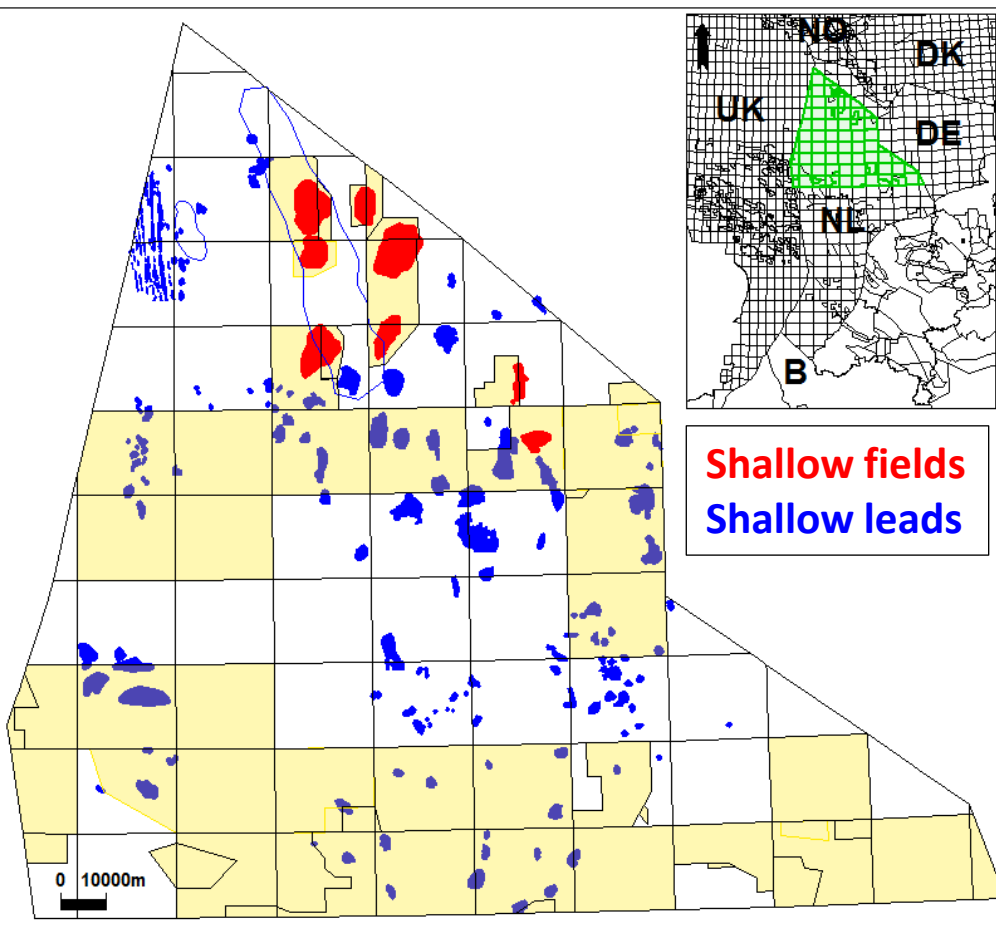 NO
DK
UK
DE
NL
B
Shallow fields
Shallow leads
0 10000m